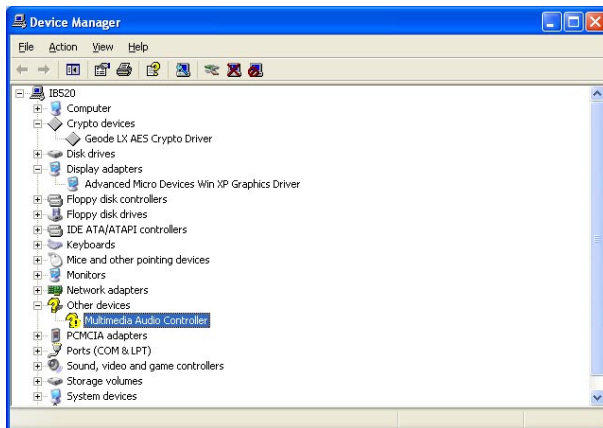 Device Manager
File Action View Help
IB520
Computer
Crypto devices
Geode LX AES Crypto Driver
Disk drives
Display adapters
Advanced Micro Devices Win XP Graphics Driver
Floppy disk controllers
Floppy disk drives
IDE ATA/ATAPI controllers
Keyboards
Mice and other pointing devices
Monitors
Network adapters
Other devices
Multimedia Audio Controller
PCMCIA adapters
Ports (COM & LPT)
Sound, video and game controllers
Storage volumes
System devices